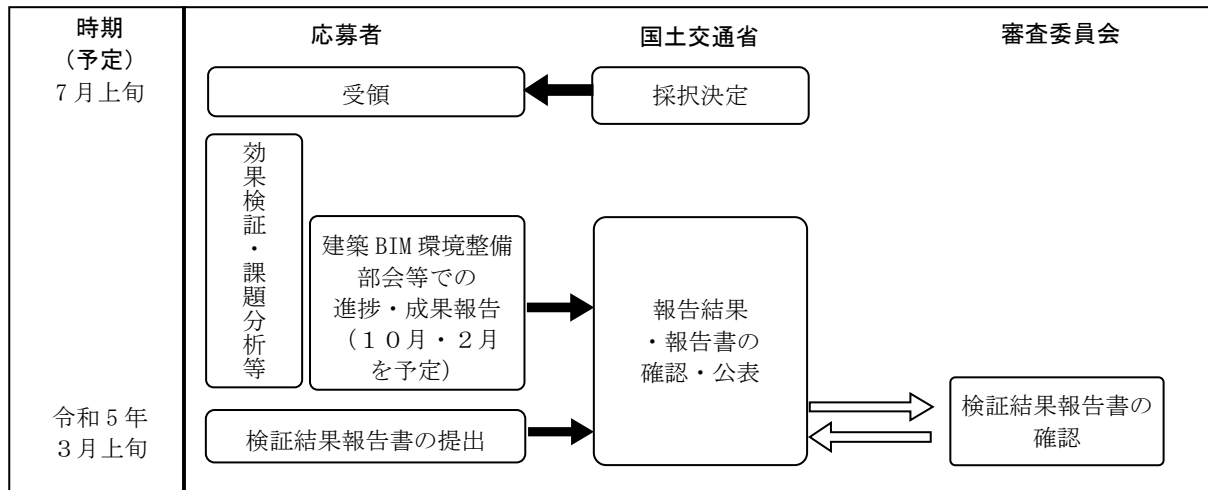 時期
（予定）
7月上旬
応募者
国土交通省
審査委員会
受領
採択決定
効果検証・課題分析等
建築 BIM 環境整備
部会等での
進捗・成果報告
（１０月・２月
を予定）
報告結果
・報告書の
確認・公表
令和５年
３月上旬
検証結果報告書の提出
検証結果報告書の
確認